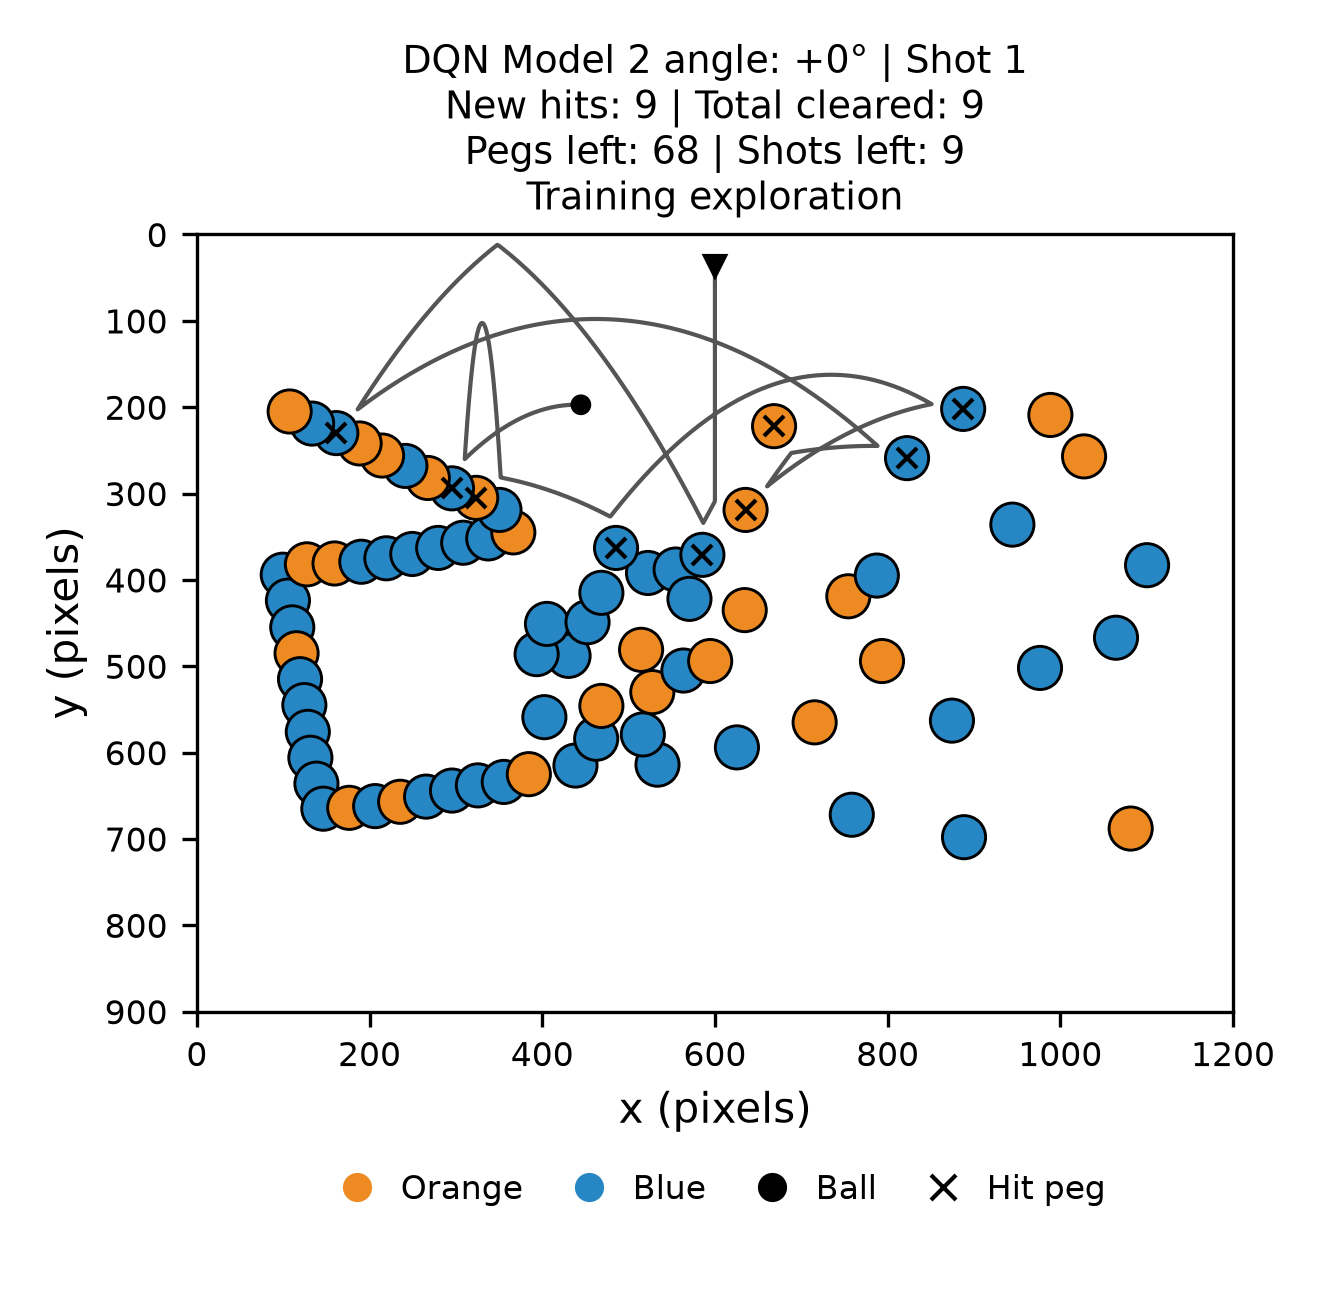 DQN Model 2 angle: +0° | Shot 1
New hits: 9 | Total cleared: 9
Pegs left: 68 | Shots left: 9
Training exploration
0
100
200
300
400
500
600
700
800
900
y (pixels)
0 200 400 600 800 1000 1200
x (pixels)
Orange Blue Ball Hit peg